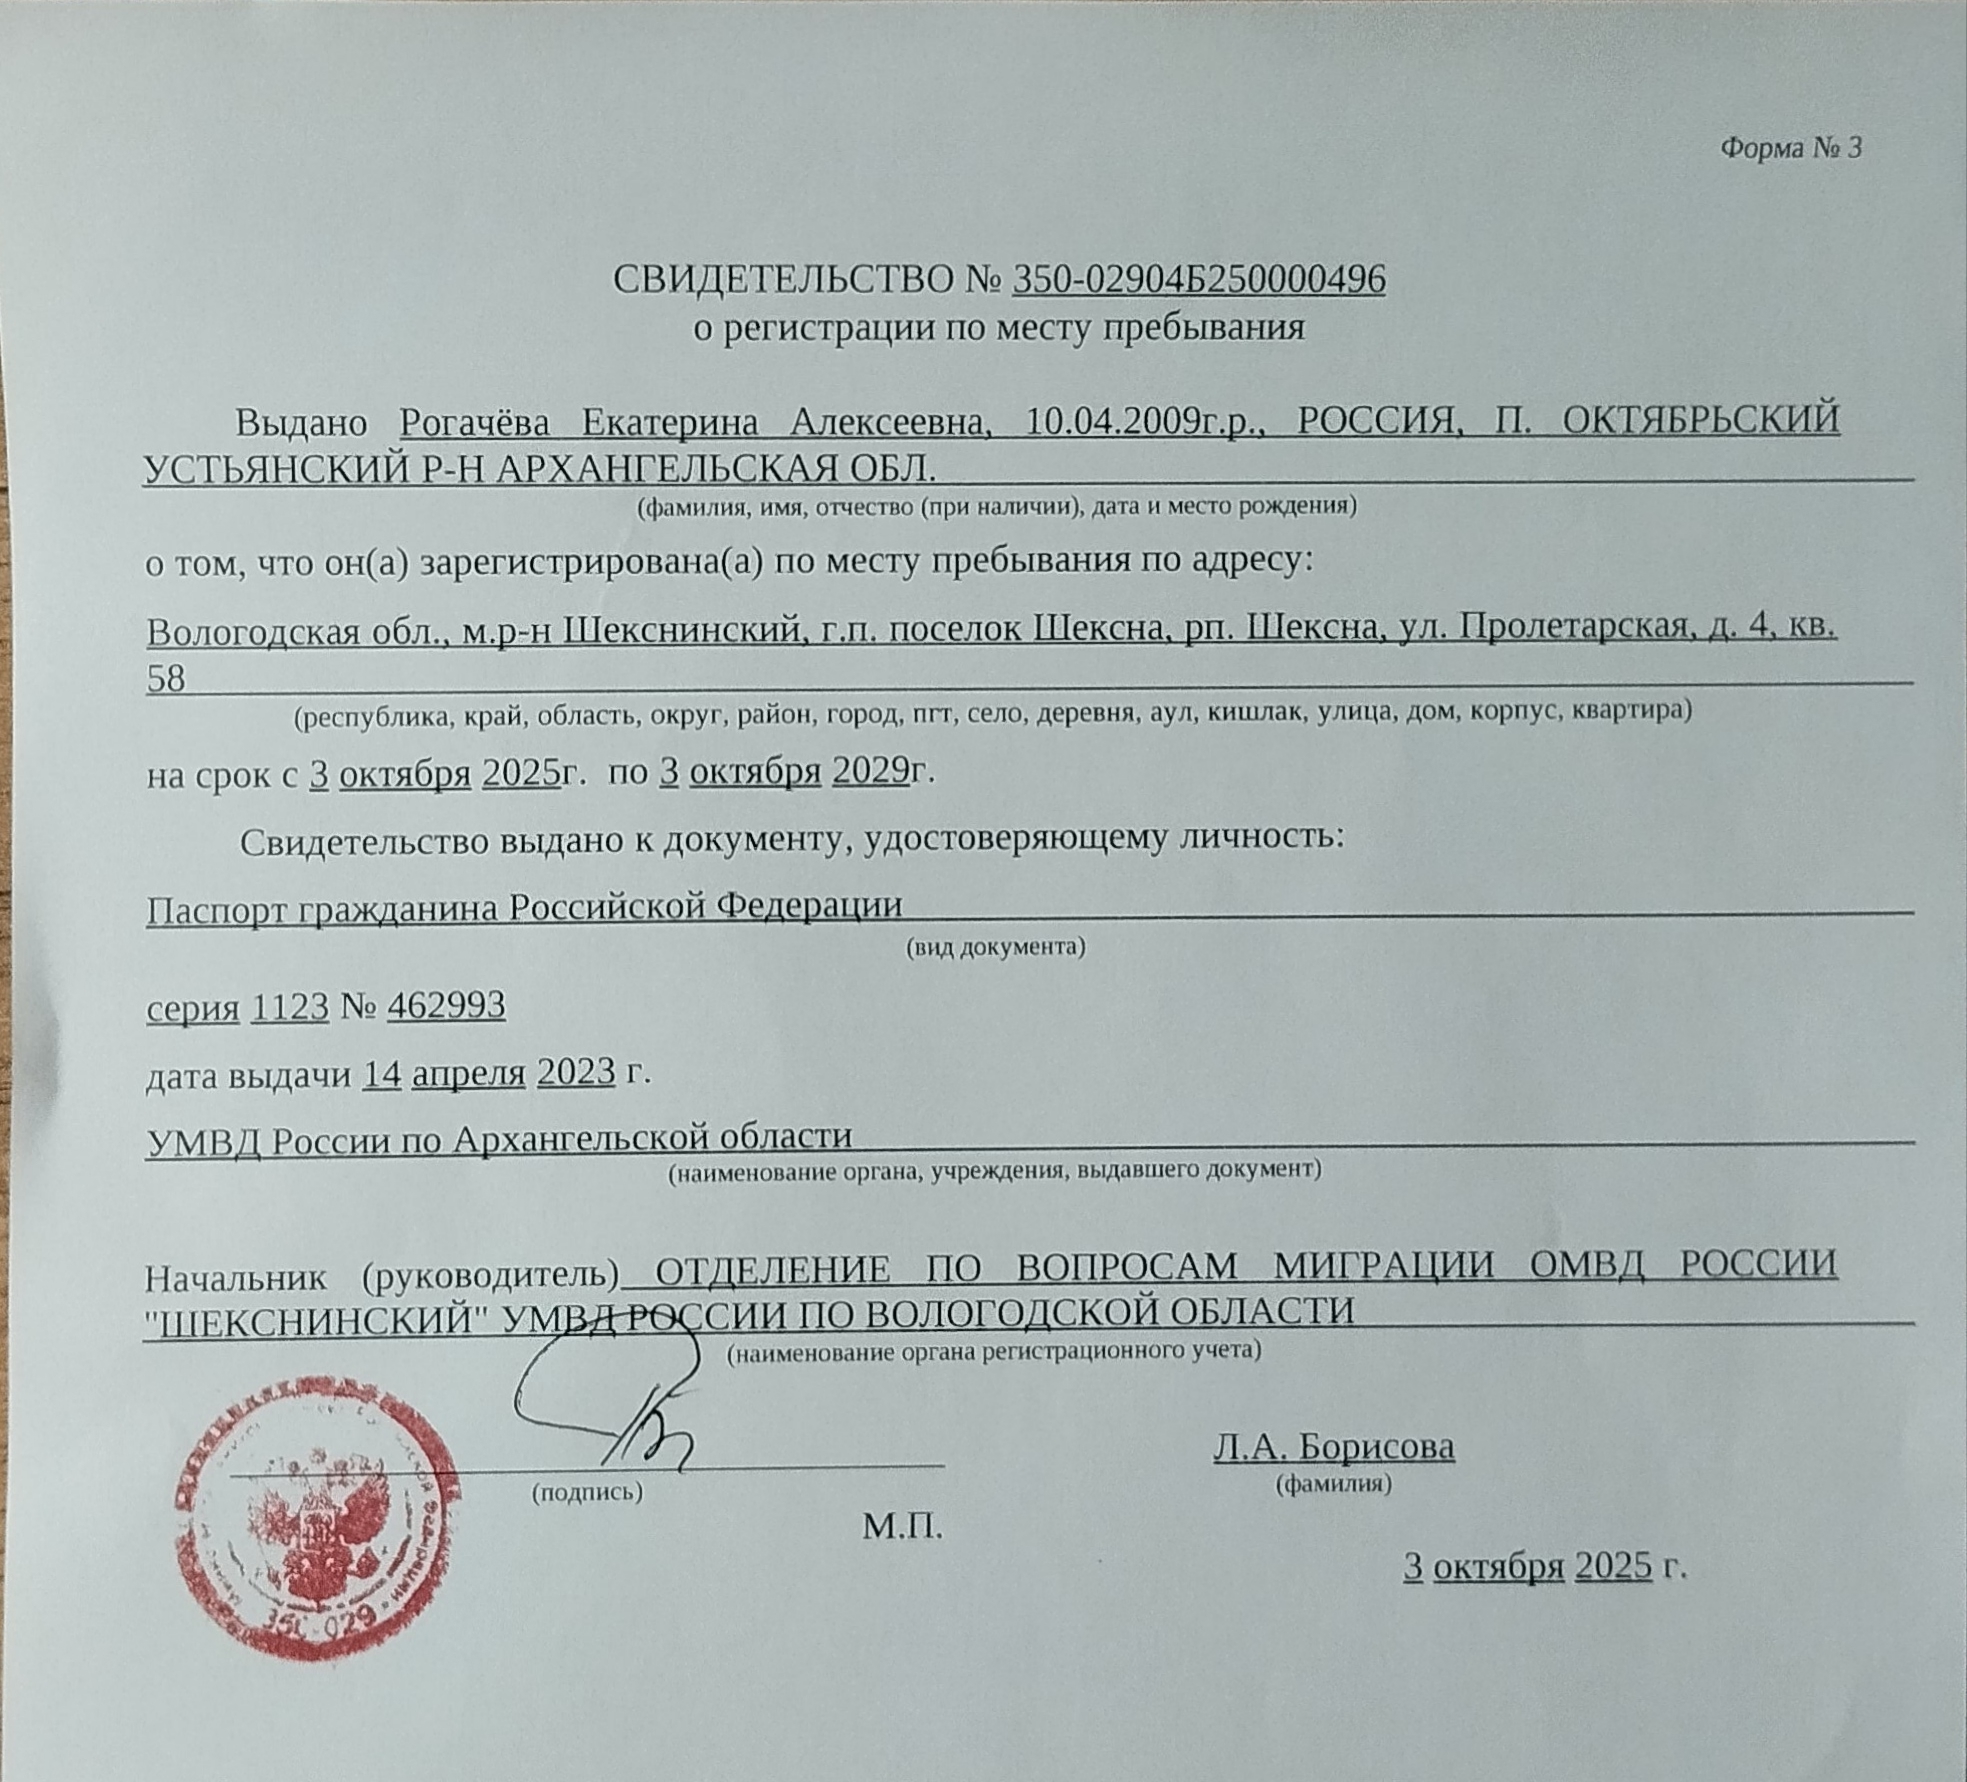 Форма № 3
СВИДЕТЕЛЬСТВО № 350-02904Б250000496
о регистрации по месту пребывания
Выдано Рогачёва Екатерина Алексеевна, 10.04.2009г.р., РОССИЯ, П. ОКТЯБРЬСКИЙ
УСТЬЯНСКИЙ Р-Н АРХАНГЕЛЬСКАЯ ОБЛ.
(фамилия, имя, отчество (при наличии), дата и место рождения)
о том, что он(а) зарегистрирована(а) по месту пребывания по адресу:
Вологодская обл., м.р-н Шекснинский, г.п. поселок Шексна, рп. Шексна, ул. Пролетарская, д. 4, кв.
58
(республика, край, область, округ, район, город, пгт, село, деревня, аул, кишлак, улица, дом, корпус, квартира)
на срок с 3 октября 2025г. по 3 октября 2029г.
Свидетельство выдано к документу, удостоверяющему личность:
Паспорт гражданина Российской Федерации
(вид документа)
серия 1123 № 462993
дата выдачи 14 апреля 2023 г.
УМВД России по Архангельской области
(наименование органа, учреждения, выдавшего документ)
Начальник (руководитель) ОТДЕЛЕНИЕ ПО ВОПРОСАМ МИГРАЦИИ ОМВД РОССИИ
"ШЕКСНИНСКИЙ" УМВД РОССИИ ПО ВОЛОГОДСКОЙ ОБЛАСТИ
(наименование органа регистрационного учета)
Л.А. Борисова
(подпись)
(фамилия)
М.П.
3 октября 2025 г.